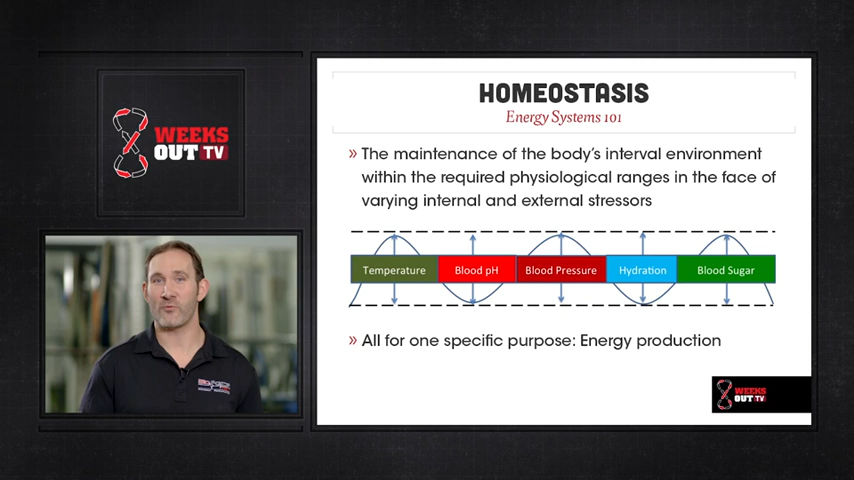 8 WEEKS
OUT TV
HOMEOSTASIS
Energy Systems 101
» The maintenance of the body's interval environment
within the required physiological ranges in the face of
varying internal and external stressors
Temperature Blood pH Blood Pressure Hydration Blood Sugar
» All for one specific purpose: Energy production
8 WEEKS
OUT TV